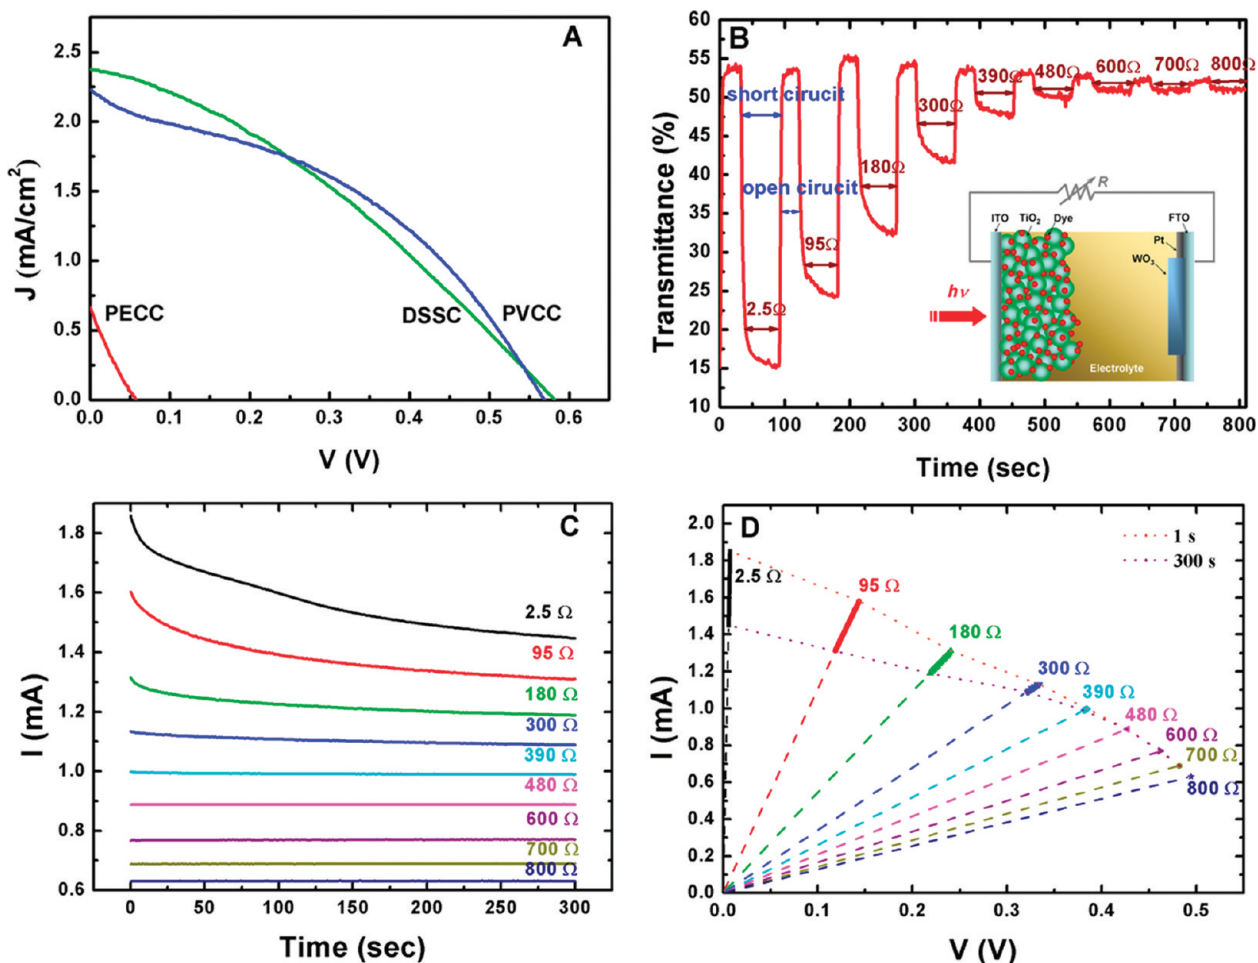 A
2.5
2.0
1.5
1.0
0.5
0.0
J (mA/cm²)
PECC
DSSC
PVCC
0.0 0.1 0.2 0.3 0.4 0.5 0.6
V (V)
B
60
55
50
45
40
35
30
25
20
15
10
Transmittance (%)
short cirucit
open cirucit
2.5Ω
95Ω
180Ω
300Ω
390Ω
480Ω
600Ω
700Ω
800Ω
R
ITO TiO₂ Dye FTO
Pt
WO₃
hν
Electrolyte
0 100 200 300 400 500 600 700 800
Time (sec)
C
1.8
1.6
1.4
1.2
1.0
0.8
0.6
I (mA)
2.5 Ω
95 Ω
180 Ω
300 Ω
390 Ω
480 Ω
600 Ω
700 Ω
800 Ω
0 50 100 150 200 250 300
Time (sec)
D
2.0
1.8
1.6
1.4
1.2
1.0
0.8
0.6
0.4
0.2
0.0
I (mA)
1 s
300 s
2.5 Ω
95 Ω
180 Ω
300 Ω
390 Ω
480 Ω
600 Ω
700 Ω
800 Ω
0.0 0.1 0.2 0.3 0.4 0.5
V (V)